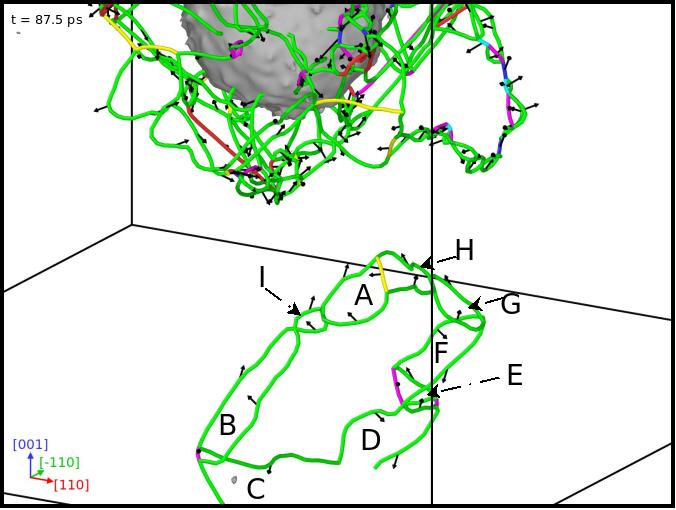 t = 87.5 ps
H
I
A
G
F
E
B
D
C
[001]
[-110]
[110]